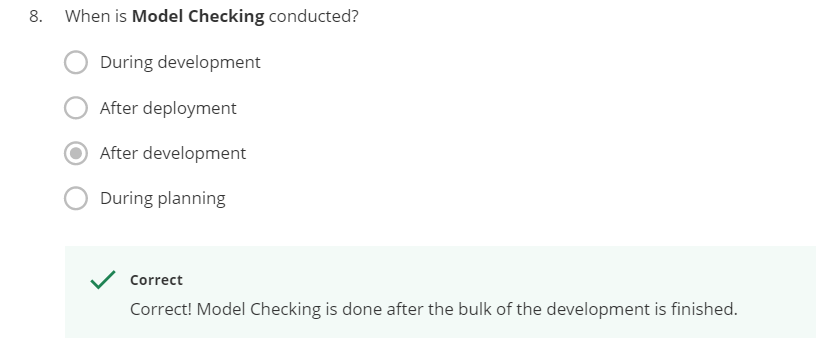 8. When is Model Checking conducted?
During development
After deployment
After development
During planning
Correct
Correct! Model Checking is done after the bulk of the development is finished.